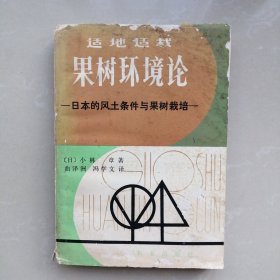 适地适栽
果树环境论
—日本的风土条件与果树栽培—
〔日〕小林 章著
曲泽洲 冯学文译